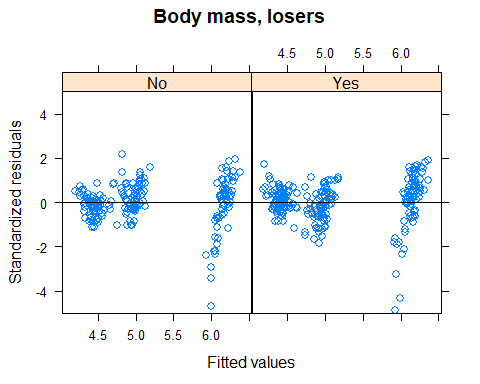 Body mass, losers
4.5 5.0 5.5 6.0
No Yes
Standardized residuals
4
2
0
-2
-4
4.5 5.0 5.5 6.0
Fitted values